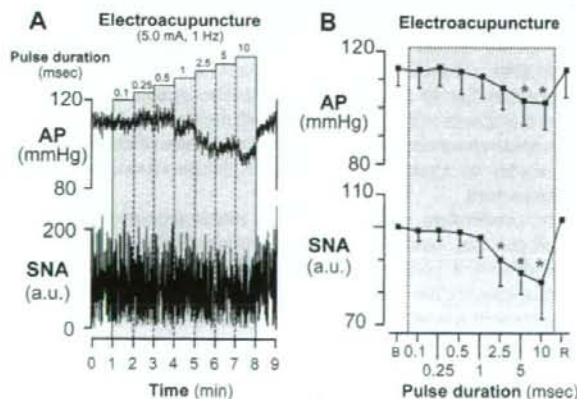 A
Electroacupuncture
(5.0 mA, 1 Hz)
Pulse duration
(msec)
0.1
0.25
0.5
1
2.5
5
10
120
AP
(mmHg)
80
200
SNA
(a.u.)
0
0 1 2 3 4 5 6 7 8 9
Time (min)
B
Electroacupuncture
120
AP
(mmHg)
80
* *
100
SNA
(a.u.)
70
* * *
B 0.1 0.5 2.5 10 R
0.25 1 5
Pulse duration (msec)